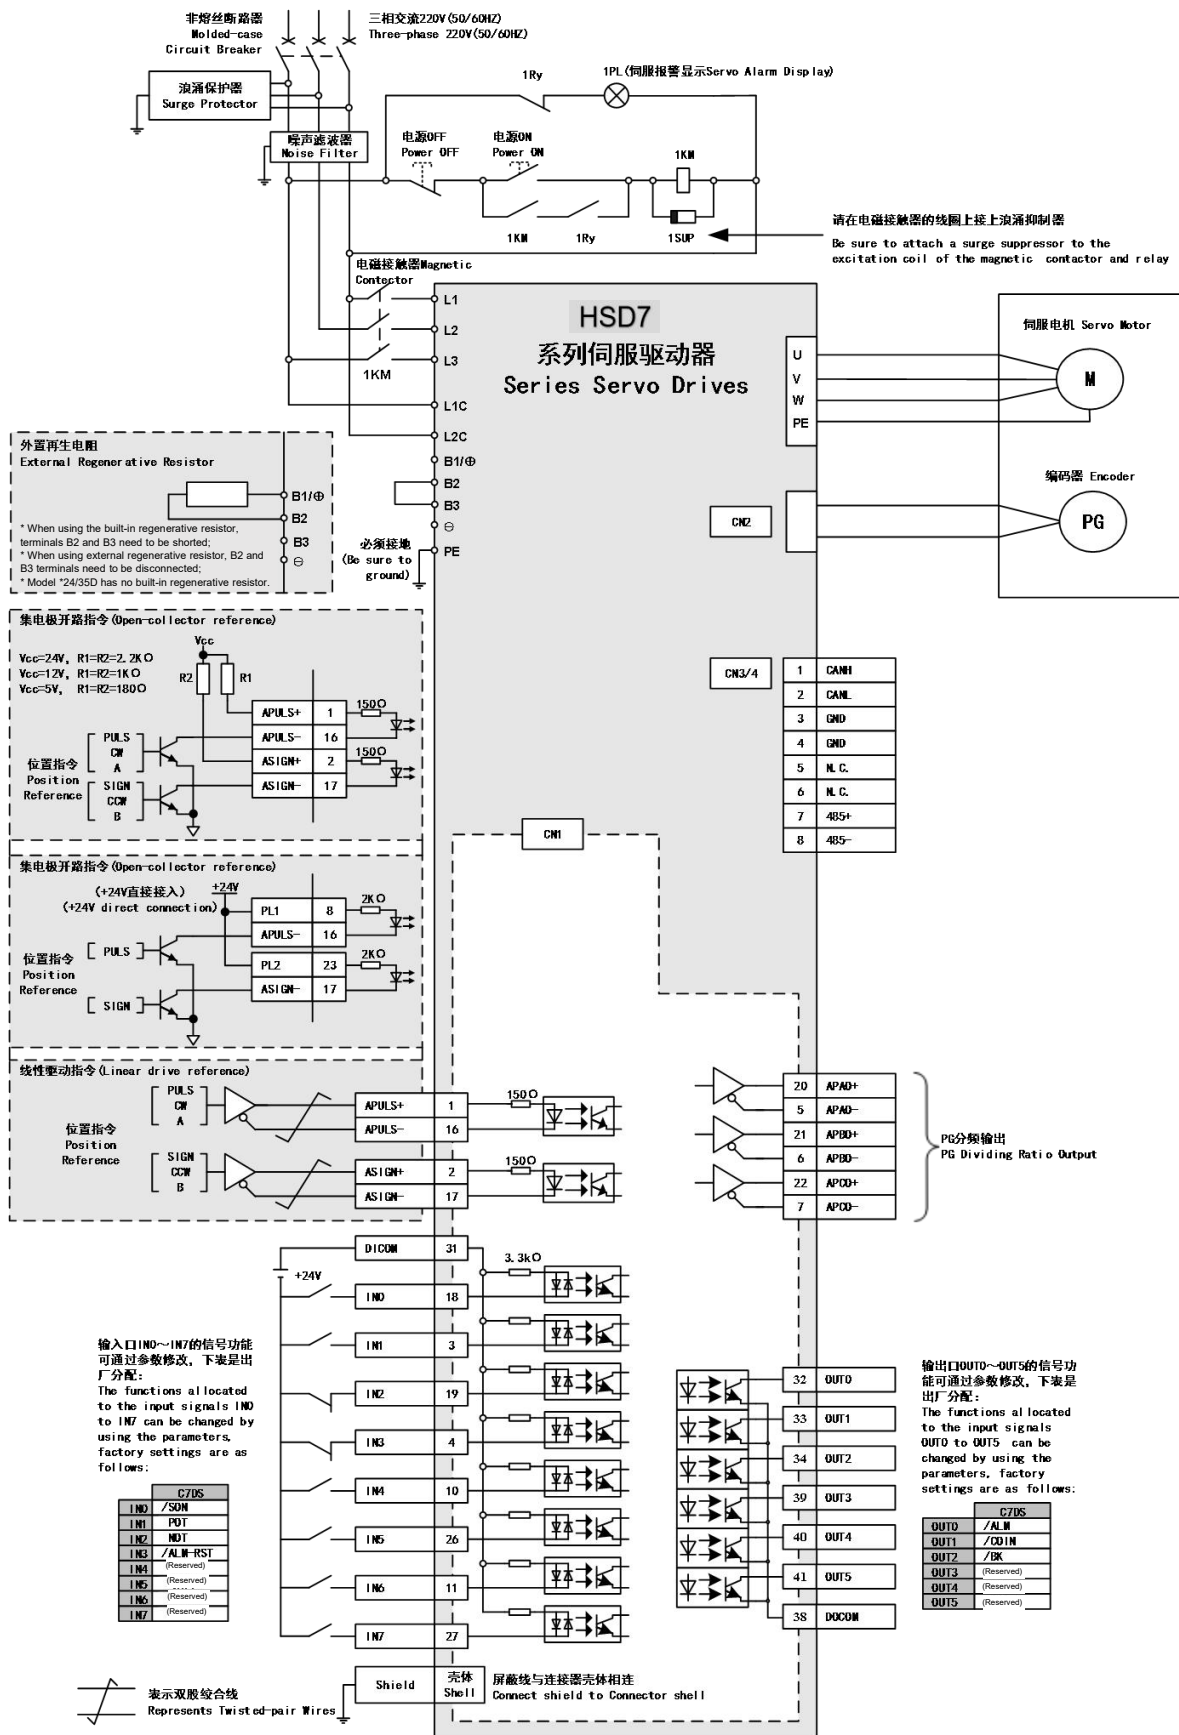 非熔丝断路器
Molded-case
Circuit Breaker
三相交流220V(50/60HZ)
Three-phase 220V(50/60HZ)
浪涌保护器
Surge Protector
噪声滤波器
Noise Filter
1Ry
1PL(伺服报警显示Servo Alarm Display)
电源OFF
Power OFF
电源ON
Power ON
1KM
1KM
1Ry
1SUP
请在电磁接触器的线圈上接上浪涌抑制器
Be sure to attach a surge suppressor to the
excitation coil of the magnetic contactor and relay
电磁接触器Magnetic
Contector
1KM
L1
L2
L3
L1C
L2C
B1/⊕
B2
B3
⊖
PE
必须接地
(Be sure to
ground)
HSD7
系列伺服驱动器
Series Servo Drives
U
V
W
PE
伺服电机 Servo Motor
M
编码器 Encoder
PG
CN2
外置再生电阻
External Regenerative Resistor
B1/⊕
B2
B3
⊖
* When using the built-in regenerative resistor,
terminals B2 and B3 need to be shorted;
* When using external regenerative resistor, B2 and
B3 terminals need to be disconnected;
* Model *24/35D has no built-in regenerative resistor.
CN3/4
1 CANH
2 CANL
3 GND
4 GND
5 N.C.
6 N.C.
7 485+
8 485-
集电极开路指令(Open-collector reference)
Vcc
Vcc=24V, R1=R2=2.2KΩ
Vcc=12V, R1=R2=1KΩ
Vcc=5V, R1=R2=180Ω
R2
R1
位置指令
Position
Reference
PULS
CW
A
SIGN
CCW
B
APULS+ 1 150Ω
APULS- 16
ASIGN+ 2 150Ω
ASIGN- 17
CN1
集电极开路指令(Open-collector reference)
(+24V直接接入)
(+24V direct connection)
+24V
位置指令
Position
Reference
PULS
SIGN
PL1 8 2KΩ
APULS- 16
PL2 23 2KΩ
ASIGN- 17
线性驱动指令(Linear drive reference)
位置指令
Position
Reference
PULS
CW
A
SIGN
CCW
B
APULS+ 1 150Ω
APULS- 16
ASIGN+ 2 150Ω
ASIGN- 17
20 APAO+
5 APAO-
21 APBO+
6 APBO-
22 APCO+
7 APCO-
PG分频输出
PG Dividing Ratio Output
DICOM 31
+24V
3.3kΩ
IN0 18
IN1 3
IN2 19
IN3 4
IN4 10
IN5 26
IN6 11
IN7 27
输入口IN0～IN7的信号功能
可通过参数修改, 下表是出
厂分配:
The functions allocated
to the input signals IN0
to IN7 can be changed by
using the parameters,
factory settings are as
follows:
C7DS
IN0 /SON
IN1 POT
IN2 NOT
IN3 /ALM-RST
IN4 (Reserved)
IN5 (Reserved)
IN6 (Reserved)
IN7 (Reserved)
32 OUT0
33 OUT1
34 OUT2
39 OUT3
40 OUT4
41 OUT5
38 DOCOM
输出口OUT0～OUT5的信号功
能可通过参数修改, 下表是
出厂分配:
The functions allocated
to the input signals
OUT0 to OUT5 can be
changed by using the
parameters, factory
settings are as follows:
C7DS
OUT0 /ALM
OUT1 /COIN
OUT2 /BK
OUT3 (Reserved)
OUT4 (Reserved)
OUT5 (Reserved)
Shield
壳体
Shell
屏蔽线与连接器壳体相连
Connect shield to Connector shell
表示双股绞合线
Represents Twisted-pair Wires